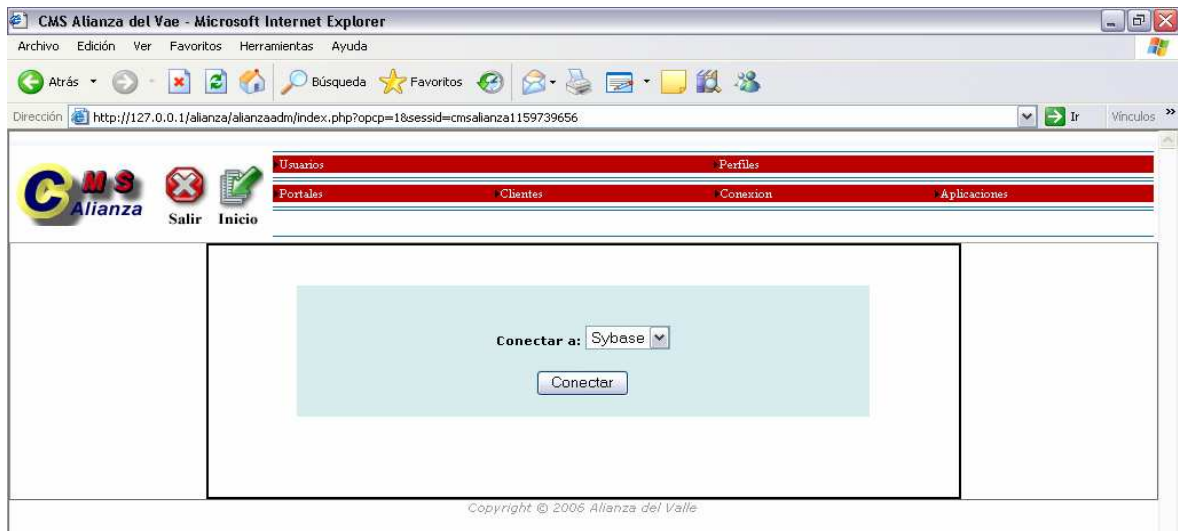 CMS Alianza del Vae - Microsoft Internet Explorer
Archivo Edición Ver Favoritos Herramientas Ayuda
Atrás Búsqueda Favoritos
Dirección http://127.0.0.1/alianza/alianzaadm/index.php?opcp=1&sessid=cmsalianza1159739656 Ir Vínculos »
CMS Alianza
Salir Inicio
Usuarios Perfiles
Portales Clientes Conexion Aplicaciones
Conectar a: Sybase
Conectar
Copyright © 2006 Alianza del Valle